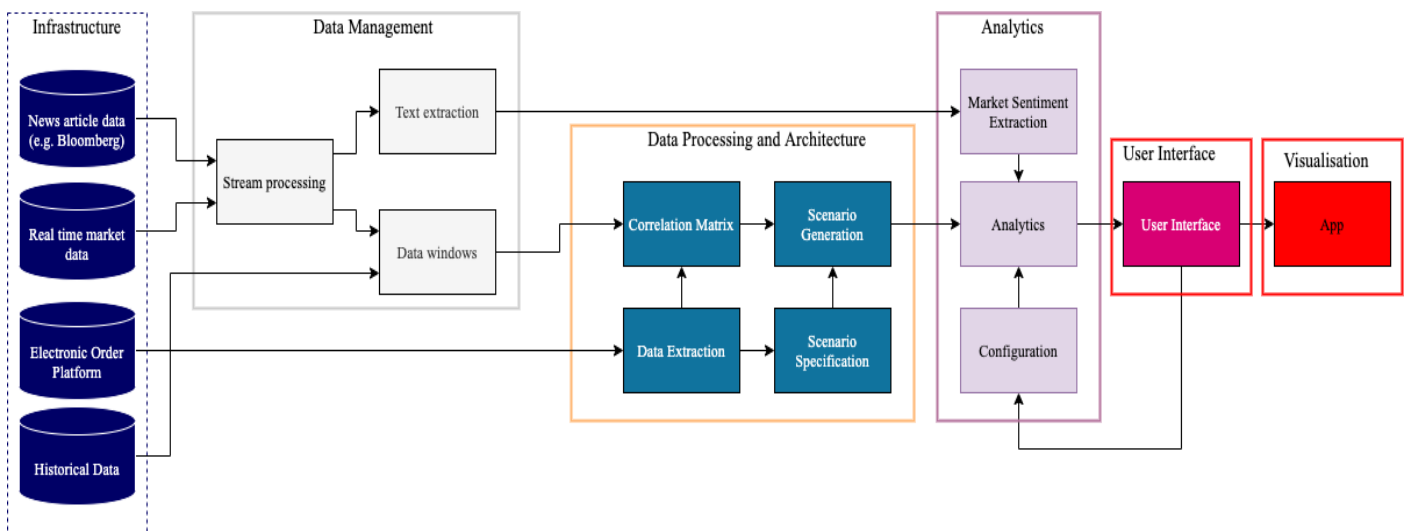 Infrastructure
News article data
(e.g. Bloomberg)
Real time market
data
Electronic Order
Platform
Historical Data
Data Management
Stream processing
Text extraction
Data windows
Data Processing and Architecture
Correlation Matrix
Scenario
Generation
Data Extraction
Scenario
Specification
Analytics
Market Sentiment
Extraction
Analytics
Configuration
User Interface
User Interface
Visualisation
App